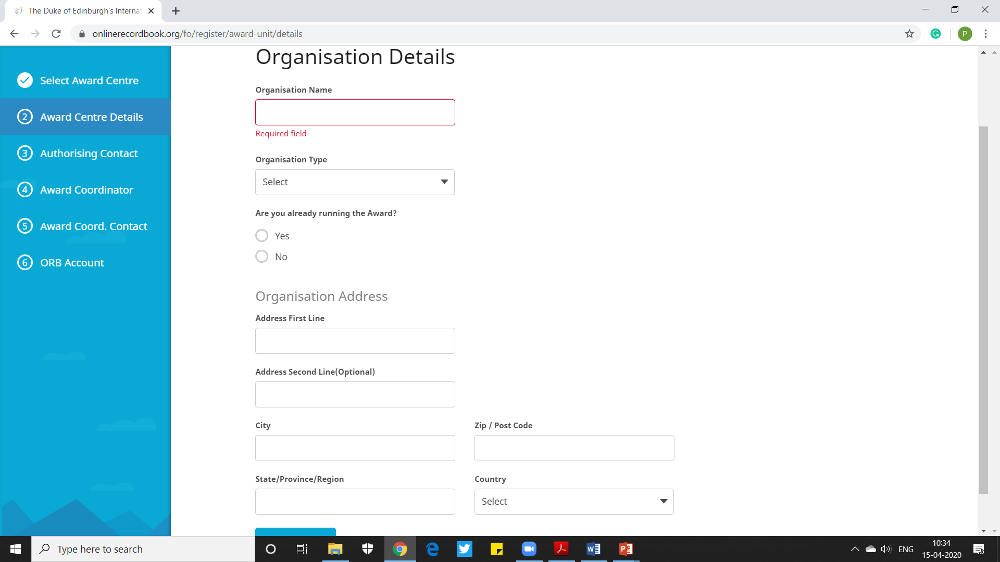 The Duke of Edinburgh's Internat
onlinerecordbook.org/fo/register/award-unit/details
G
P
Select Award Centre
2 Award Centre Details
3 Authorising Contact
4 Award Coordinator
5 Award Coord. Contact
6 ORB Account
Organisation Details
Organisation Name
Required field
Organisation Type
Select
Are you already running the Award?
Yes
No
Organisation Address
Address First Line
Address Second Line(Optional)
City
Zip / Post Code
State/Province/Region
Country
Select
Type here to search
ENG
10:34
15-04-2020